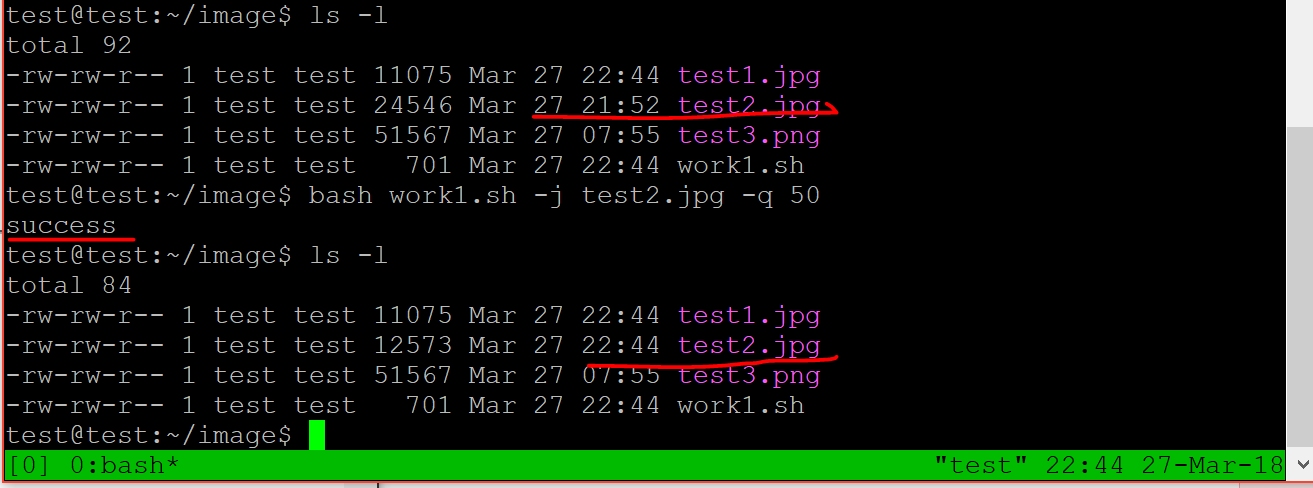 test@test:~/image$ ls -l
total 92
-rw-rw-r-- 1 test test 11075 Mar 27 22:44 test1.jpg
-rw-rw-r-- 1 test test 24546 Mar 27 21:52 test2.jpg
-rw-rw-r-- 1 test test 51567 Mar 27 07:55 test3.png
-rw-rw-r-- 1 test test   701 Mar 27 22:44 work1.sh
test@test:~/image$ bash work1.sh -j test2.jpg -q 50
success
test@test:~/image$ ls -l
total 84
-rw-rw-r-- 1 test test 11075 Mar 27 22:44 test1.jpg
-rw-rw-r-- 1 test test 12573 Mar 27 22:44 test2.jpg
-rw-rw-r-- 1 test test 51567 Mar 27 07:55 test3.png
-rw-rw-r-- 1 test test   701 Mar 27 22:44 work1.sh
test@test:~/image$
[0] 0:bash* "test" 22:44 27-Mar-18